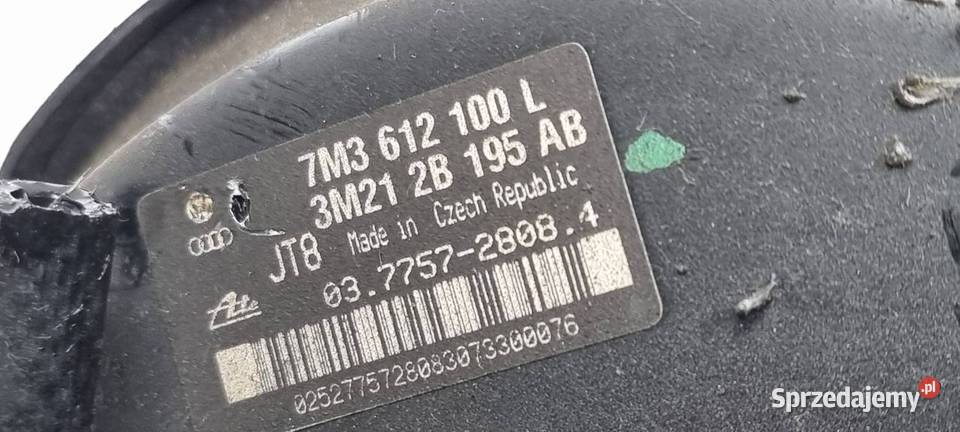 7M3 612 100 L
3M21 2B 195 AB
JT8 Made in Czech Republic
03.7757-2808.4
Ate
0252775728083073300076
Sprzedajemy.pl